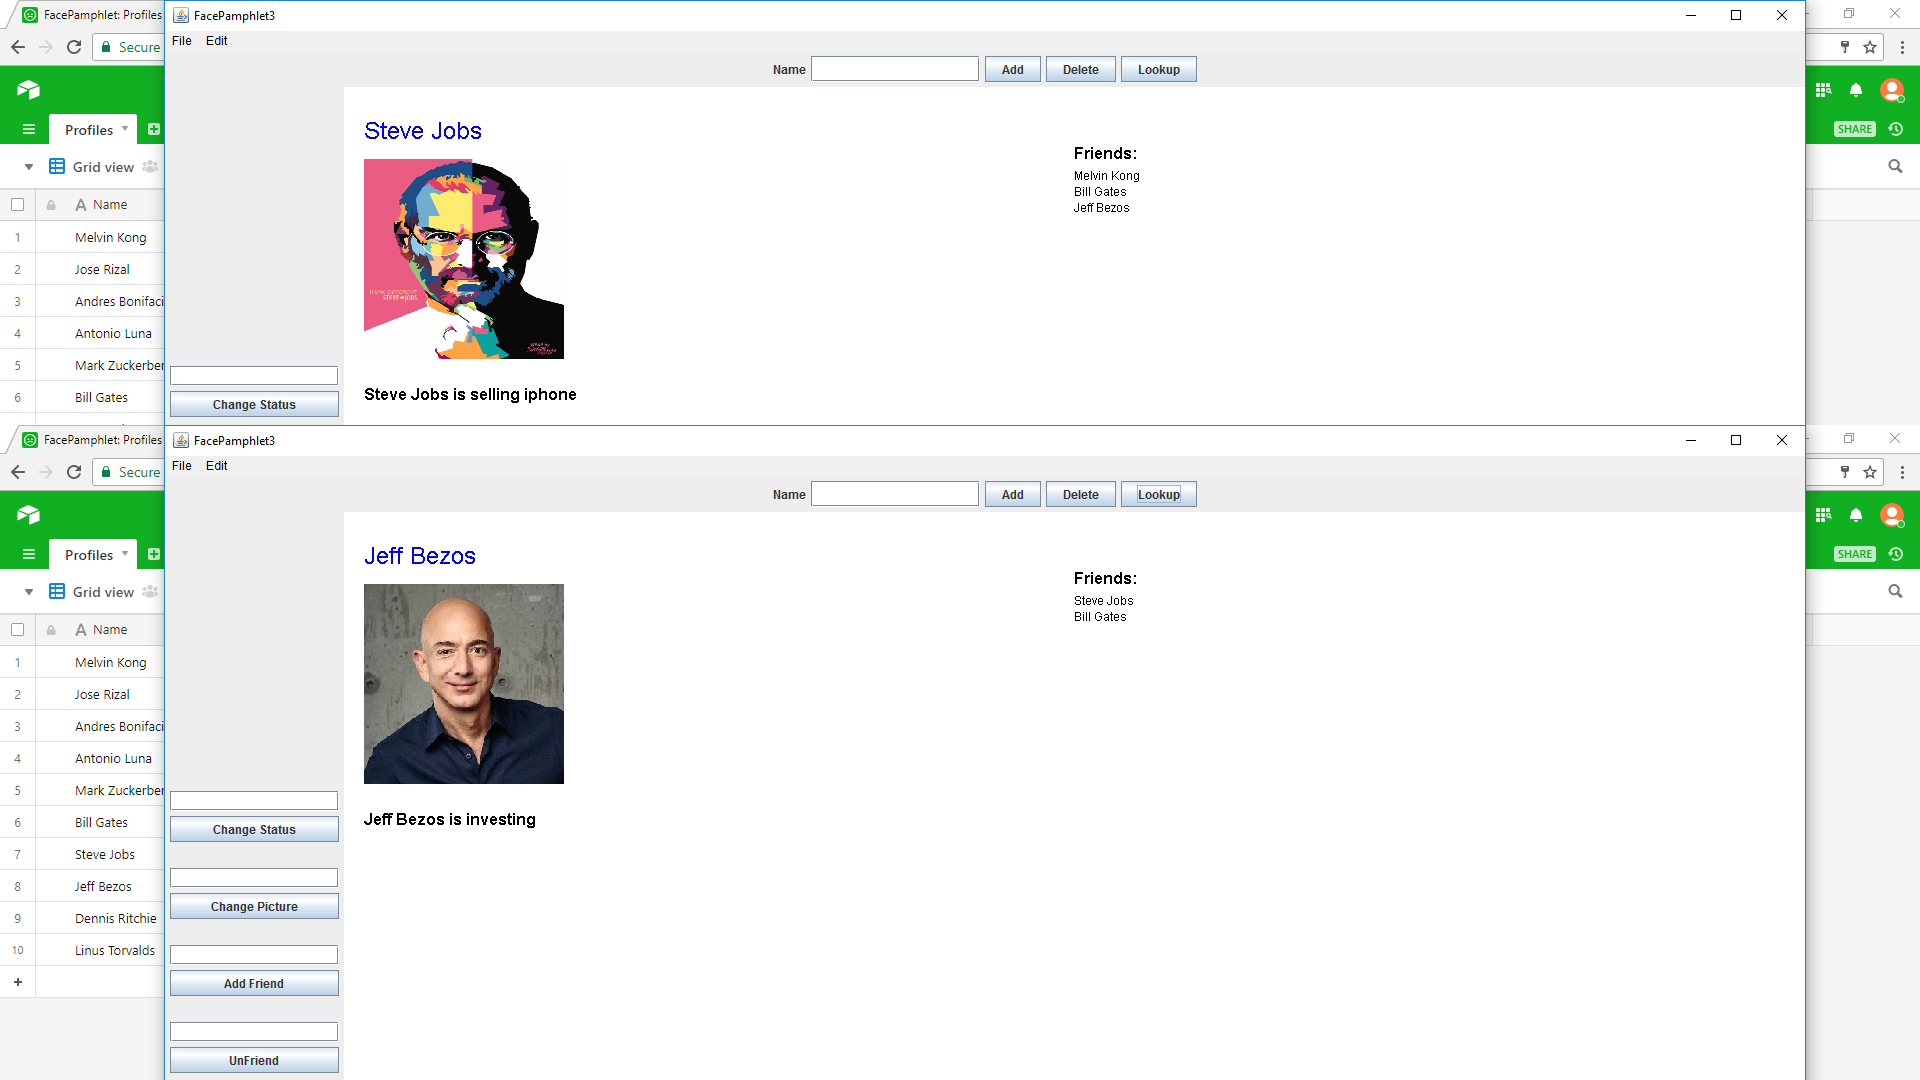 FacePamphlet: Profiles
FacePamphlet3
Secure
File Edit
Name Add Delete Lookup
Profiles
SHARE
Grid view
Name
1 Melvin Kong
2 Jose Rizal
3 Andres Bonifaci
4 Antonio Luna
5 Mark Zuckerber
6 Bill Gates
Steve Jobs
THINK DIFFERENT
STEVE JOBS
Friends:
Melvin Kong
Bill Gates
Jeff Bezos
Steve Jobs is selling iphone
Change Status
FacePamphlet: Profiles
FacePamphlet3
Secure
File Edit
Name Add Delete Lookup
Profiles
SHARE
Grid view
Name
1 Melvin Kong
2 Jose Rizal
3 Andres Bonifaci
4 Antonio Luna
5 Mark Zuckerber
6 Bill Gates
7 Steve Jobs
8 Jeff Bezos
9 Dennis Ritchie
10 Linus Torvalds
+
Jeff Bezos
Friends:
Steve Jobs
Bill Gates
Jeff Bezos is investing
Change Status
Change Picture
Add Friend
UnFriend